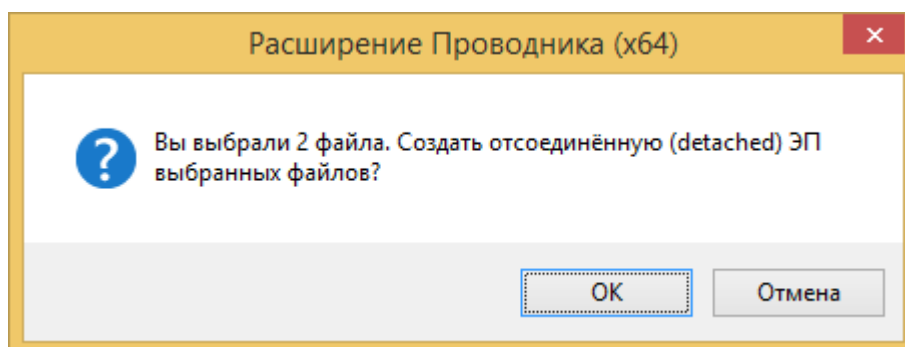 Расширение Проводника (x64)
Вы выбрали 2 файла. Создать отсоединённую (detached) ЭП
выбранных файлов?
OK
Отмена